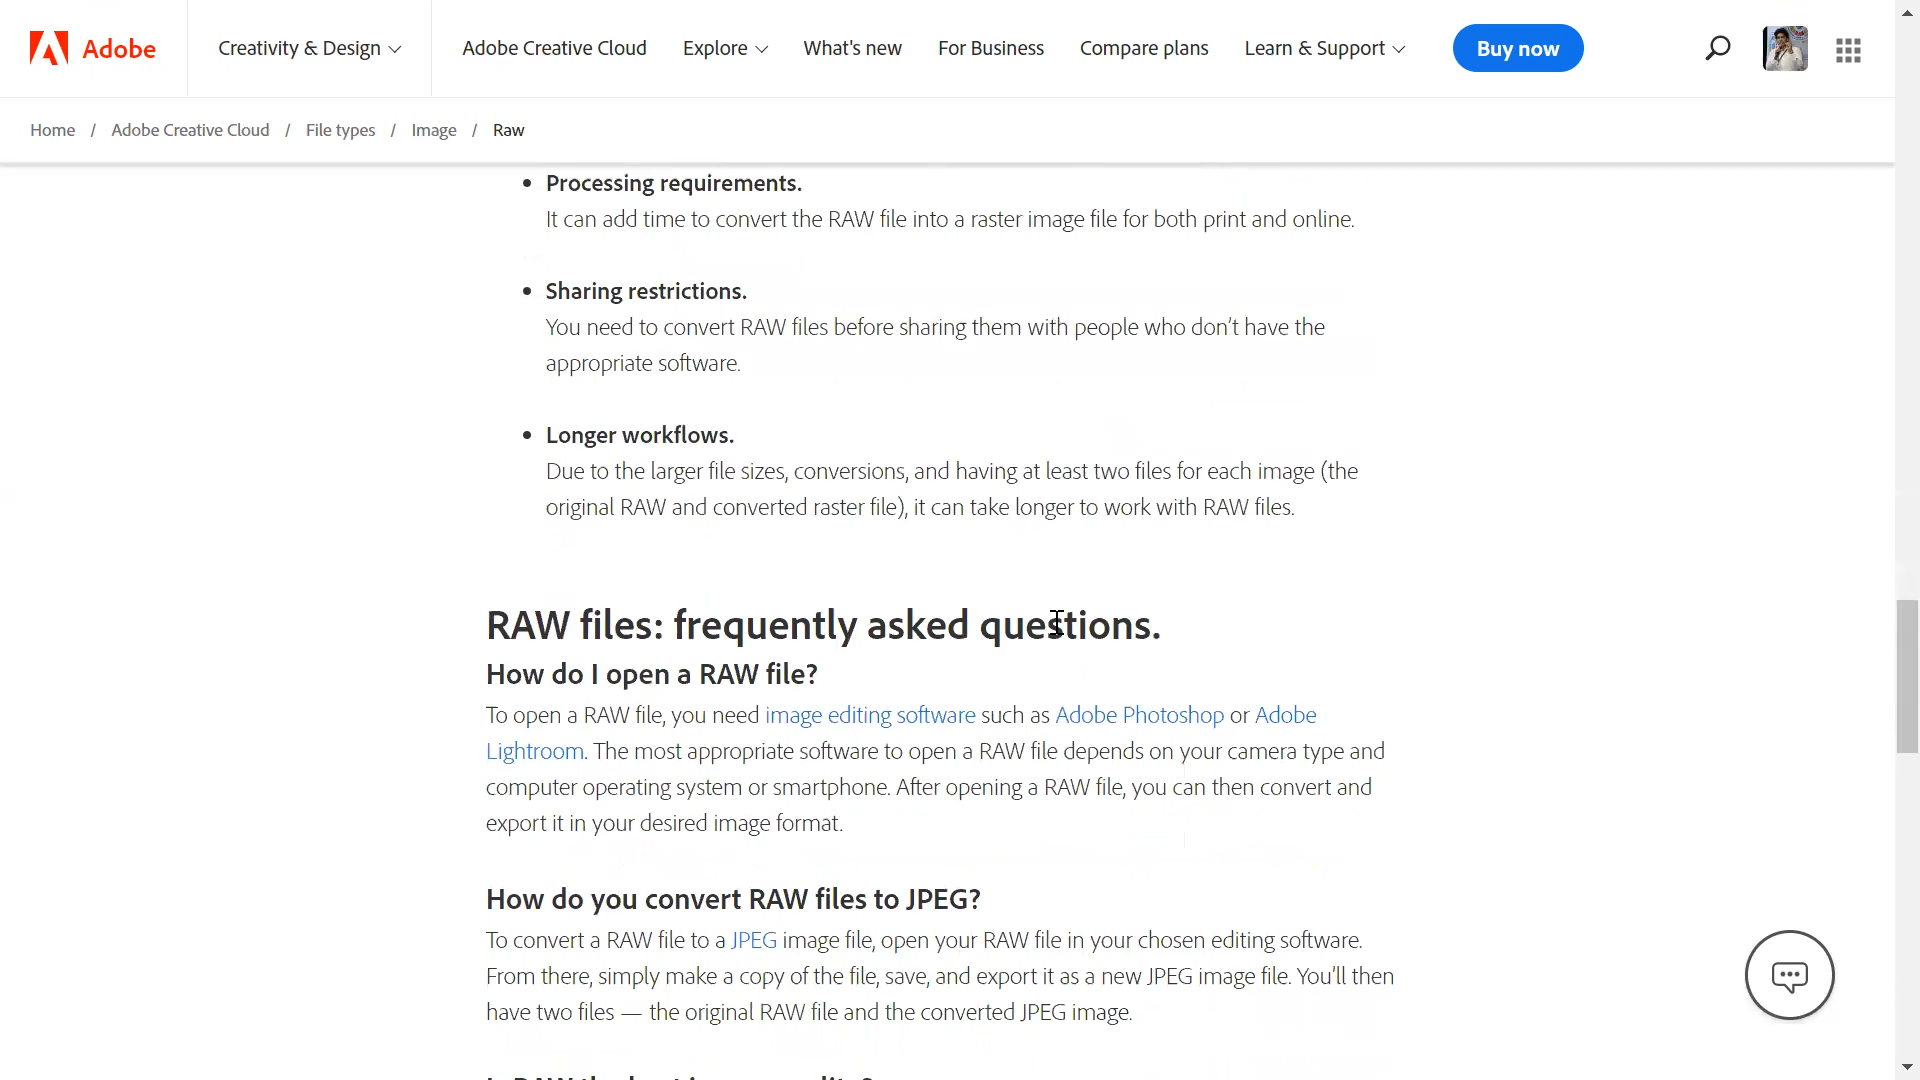 Adobe
Creativity & Design
Adobe Creative Cloud
Explore
What's new
For Business
Compare plans
Learn & Support
Buy now
Home / Adobe Creative Cloud / File types / Image / Raw
• Processing requirements.
It can add time to convert the RAW file into a raster image file for both print and online.
• Sharing restrictions.
You need to convert RAW files before sharing them with people who don’t have the
appropriate software.
• Longer workflows.
Due to the larger file sizes, conversions, and having at least two files for each image (the
original RAW and converted raster file), it can take longer to work with RAW files.
RAW files: frequently asked questions.
How do I open a RAW file?
To open a RAW file, you need image editing software such as Adobe Photoshop or Adobe
Lightroom. The most appropriate software to open a RAW file depends on your camera type and
computer operating system or smartphone. After opening a RAW file, you can then convert and
export it in your desired image format.
How do you convert RAW files to JPEG?
To convert a RAW file to a JPEG image file, open your RAW file in your chosen editing software.
From there, simply make a copy of the file, save, and export it as a new JPEG image file. You’ll then
have two files — the original RAW file and the converted JPEG image.